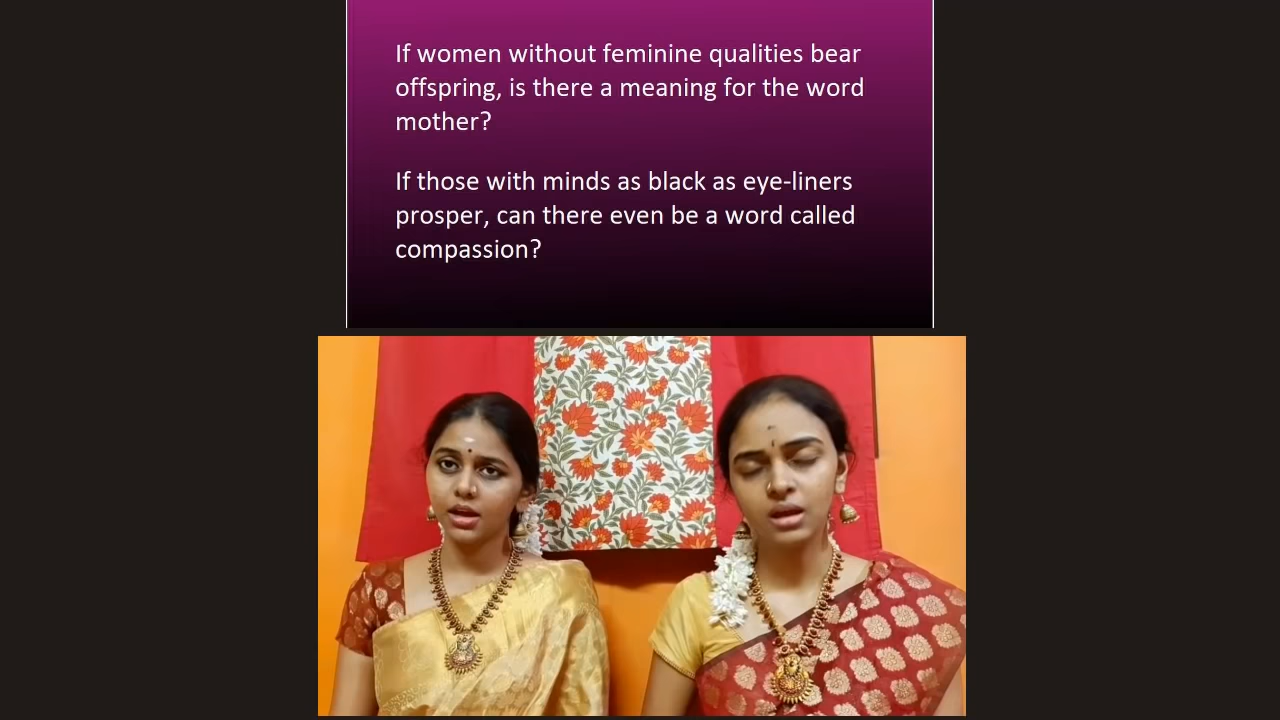 If women without feminine qualities bear
offspring, is there a meaning for the word
mother?
If those with minds as black as eye-liners
prosper, can there even be a word called
compassion?